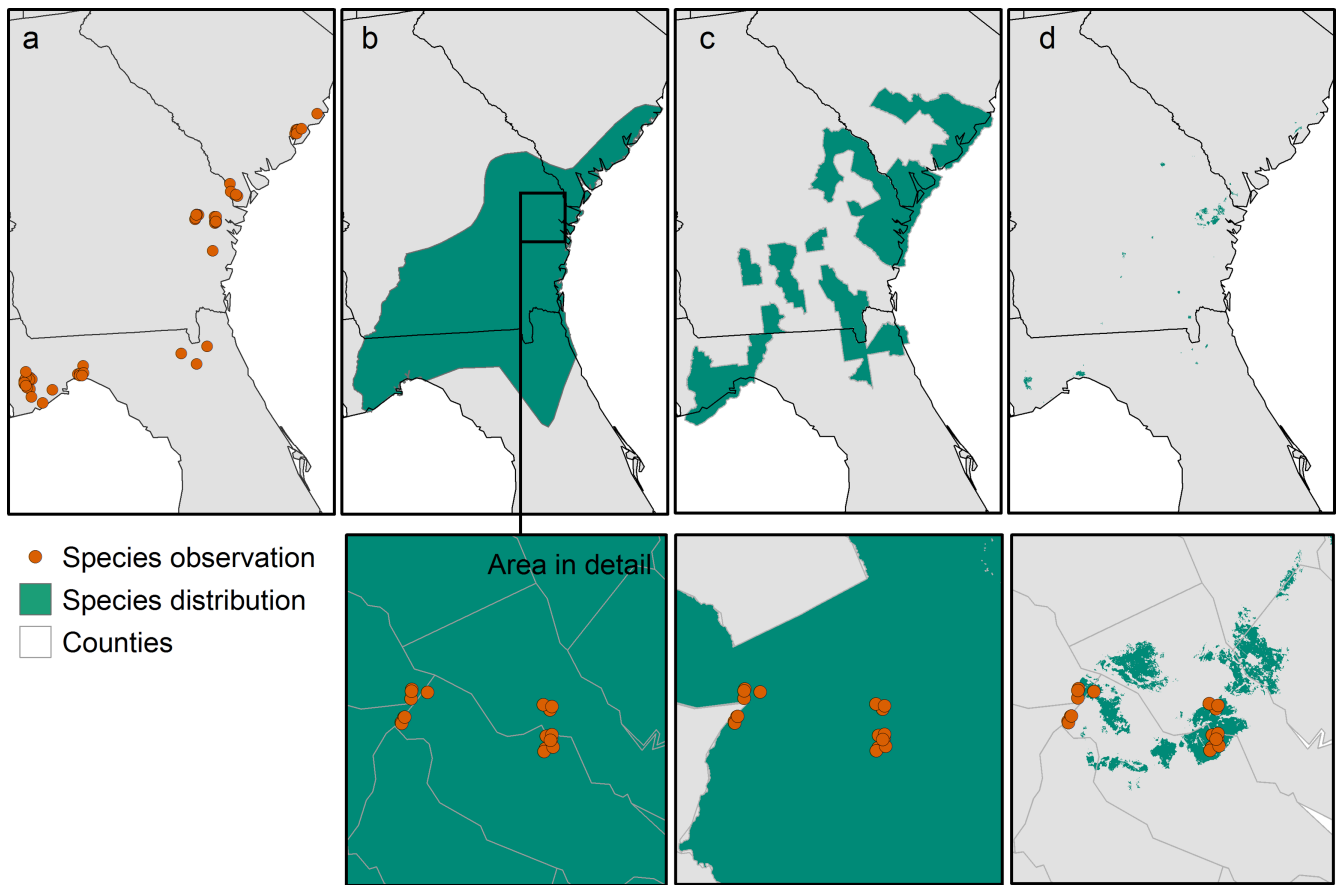 a
b
c
d
Area in detail
Species observation
Species distribution
Counties